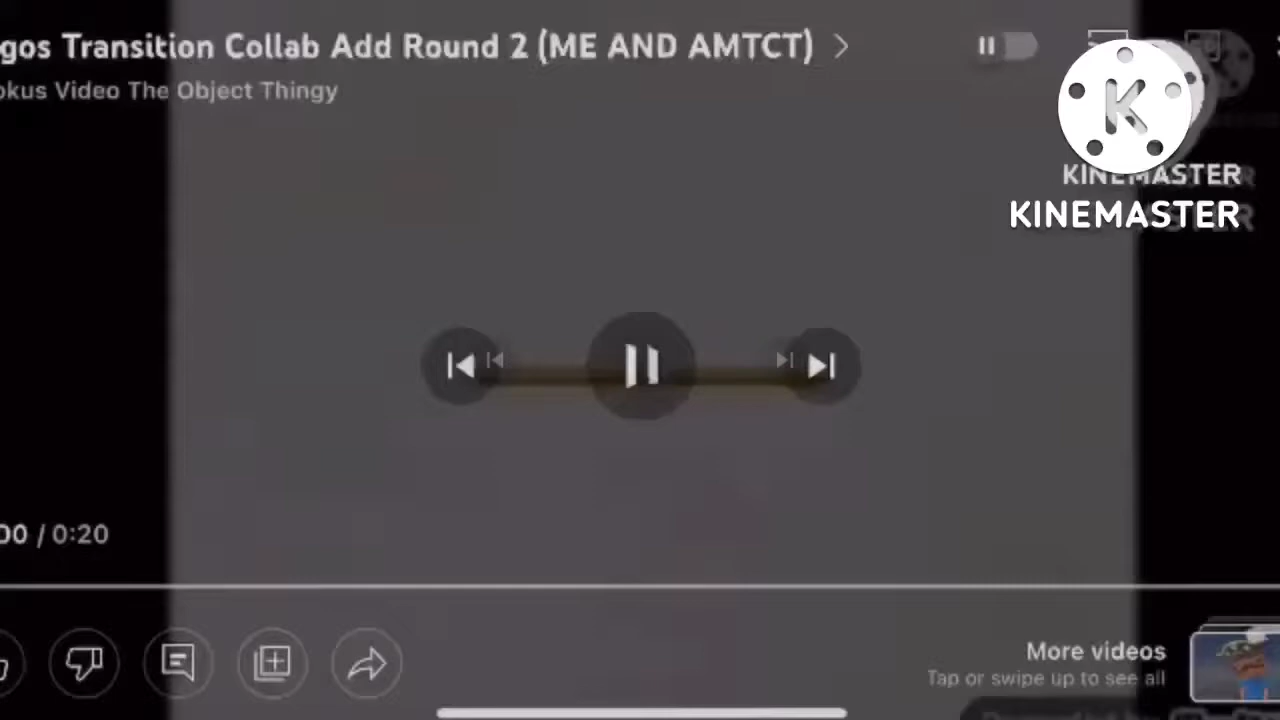 gos Transition Collab Add Round 2 (ME AND AMTCT)
okus Video The Object Thingy
KINEMASTER
KINEMASTER
00 / 0:20
More videos
Tap or swipe up to see all